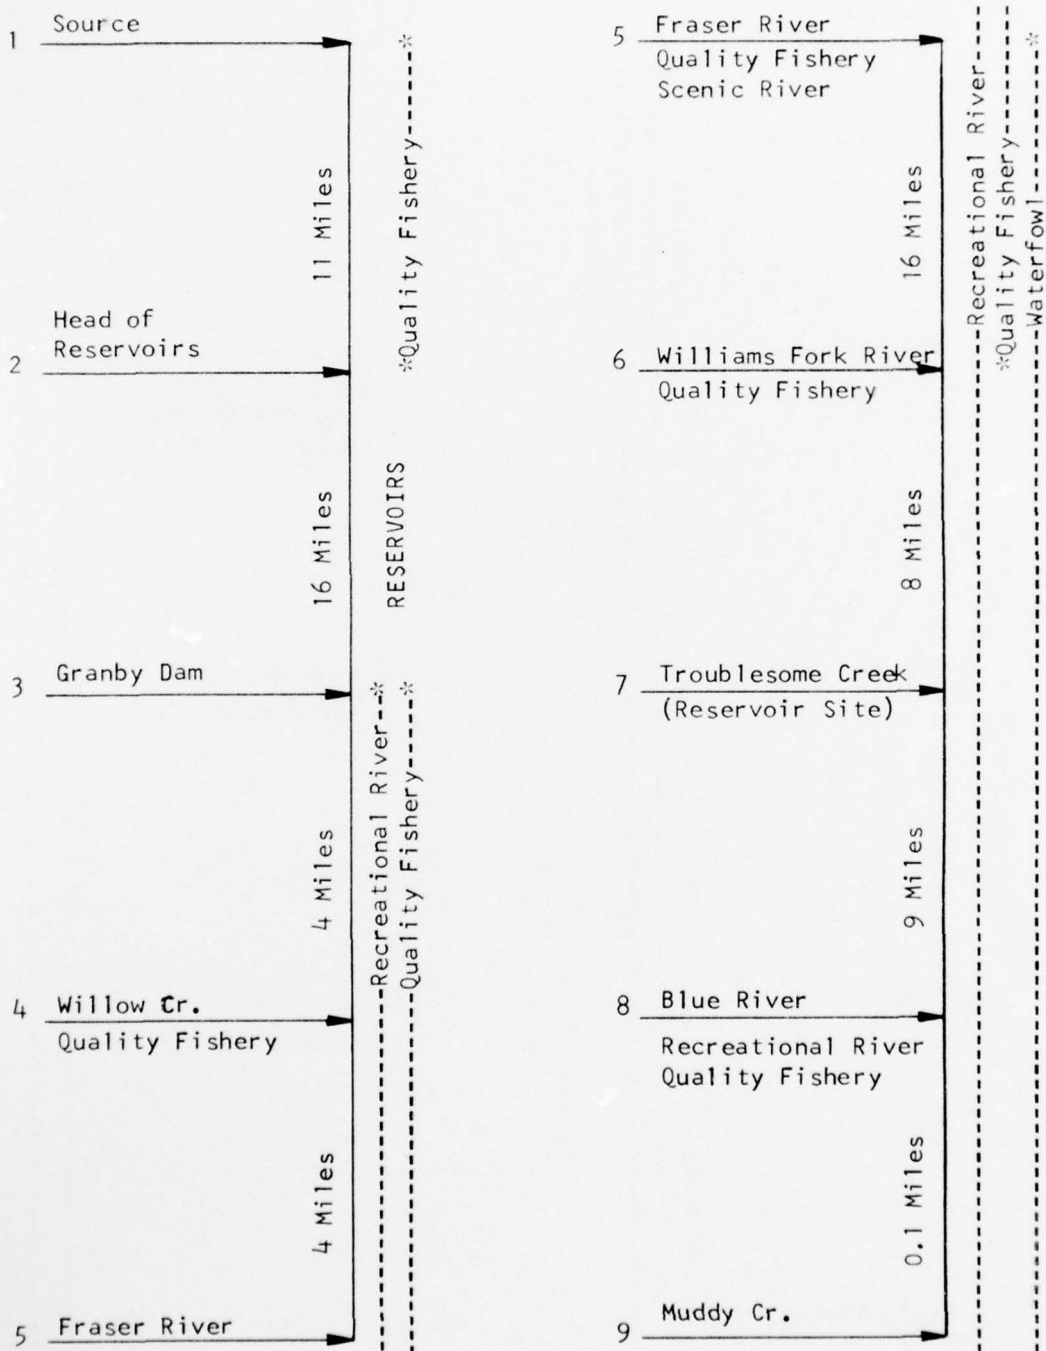 1 Source
11 Miles
*Quality Fishery-----*
2 Head of
Reservoirs
16 Miles
RESERVOIRS
3 Granby Dam
4 Miles
Recreational River--*
Quality Fishery----*
4 Willow Cr.
Quality Fishery
4 Miles
5 Fraser River
5 Fraser River
Quality Fishery
Scenic River
16 Miles
Recreational River
*Quality Fishery
Waterfowl-----*
6 Williams Fork River
Quality Fishery
8 Miles
7 Troublesome Creek
(Reservoir Site)
9 Miles
8 Blue River
Recreational River
Quality Fishery
0.1 Miles
9 Muddy Cr.